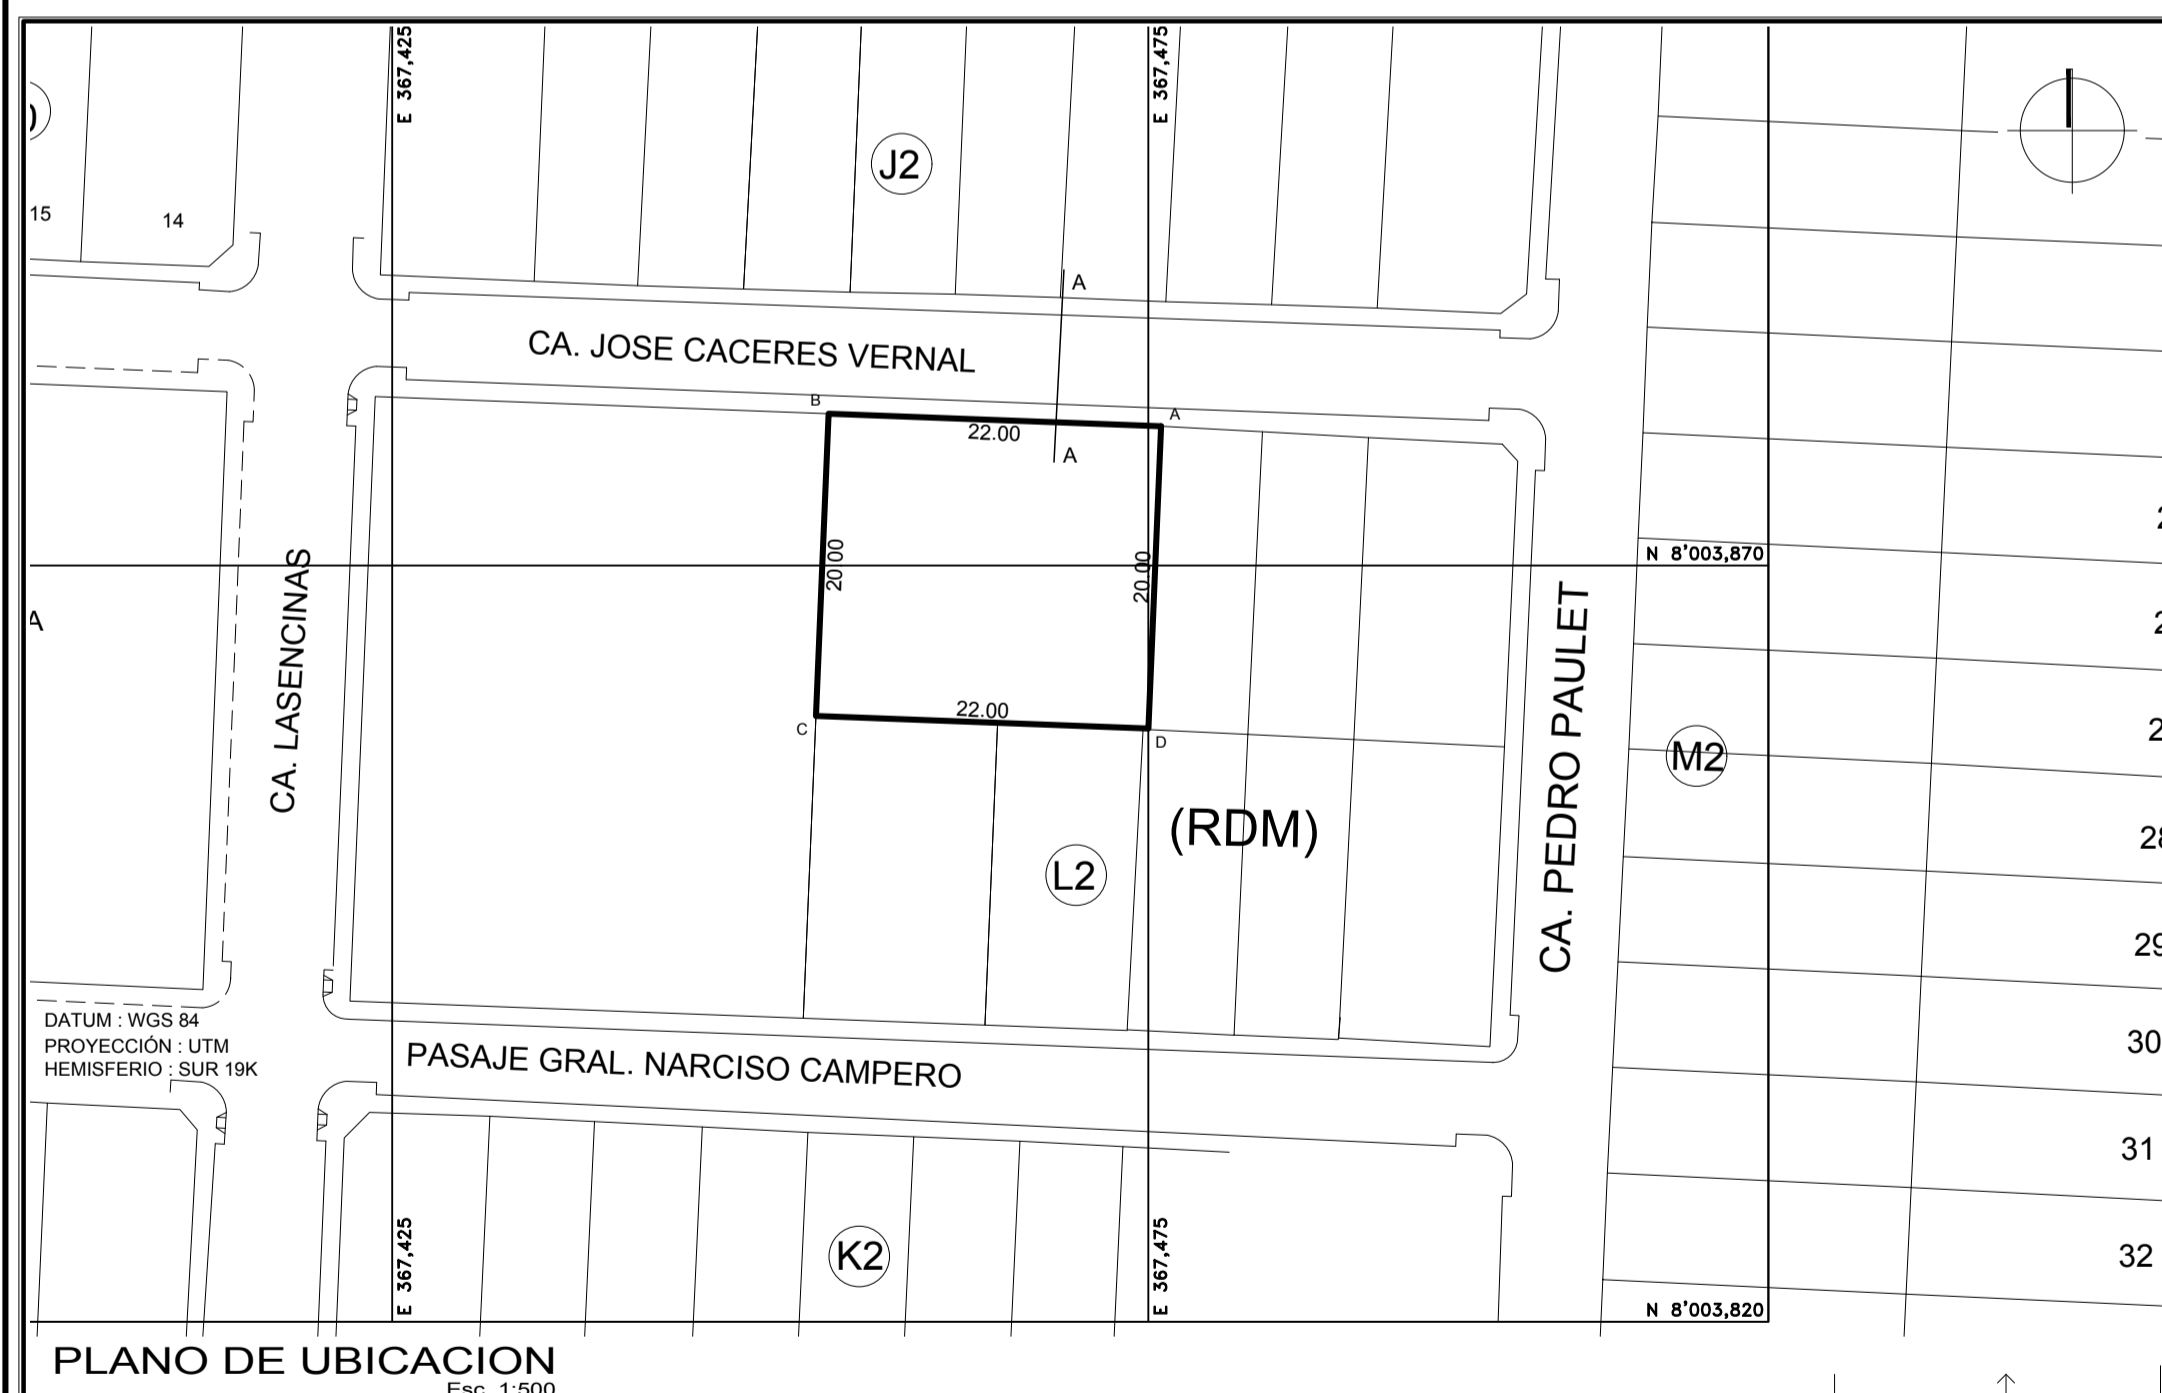 E 367,425
E 367,475
J2
15
14
A
CA. JOSE CACERES VERNAL
B
A
22.00
A
20.00
20.00
N 8'003,870
CA. LASENCINAS
CA. PEDRO PAULET
A
22.00
C
D
M2
(RDM)
L2
28
29
30
31
32
DATUM : WGS 84
PROYECCIÓN : UTM
HEMISFERIO : SUR 19K
PASAJE GRAL. NARCISO CAMPERO
K2
E 367,425
E 367,475
N 8'003,820
PLANO DE UBICACION
Esc. 1:500